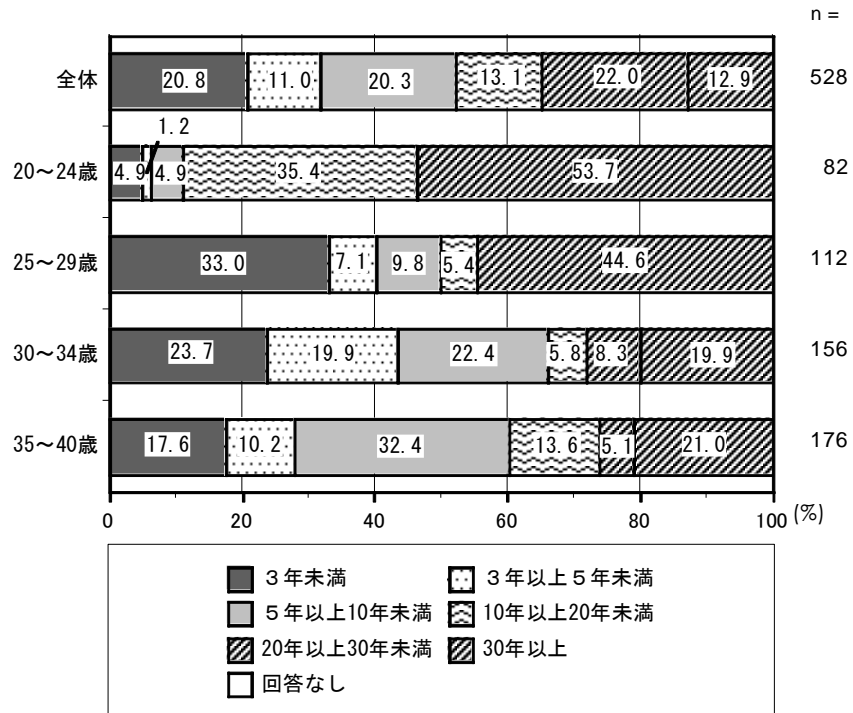 n =
全体 20.8 11.0 20.3 13.1 22.0 12.9 528
1.2
20～24歳 4.9 4.9 35.4 53.7 82
25～29歳 33.0 7.1 9.8 5.4 44.6 112
30～34歳 23.7 19.9 22.4 5.8 8.3 19.9 156
35～40歳 17.6 10.2 32.4 13.6 5.1 21.0 176
0 20 40 60 80 100 (%)
３年未満 ３年以上５年未満
５年以上10年未満 10年以上20年未満
20年以上30年未満 30年以上
回答なし